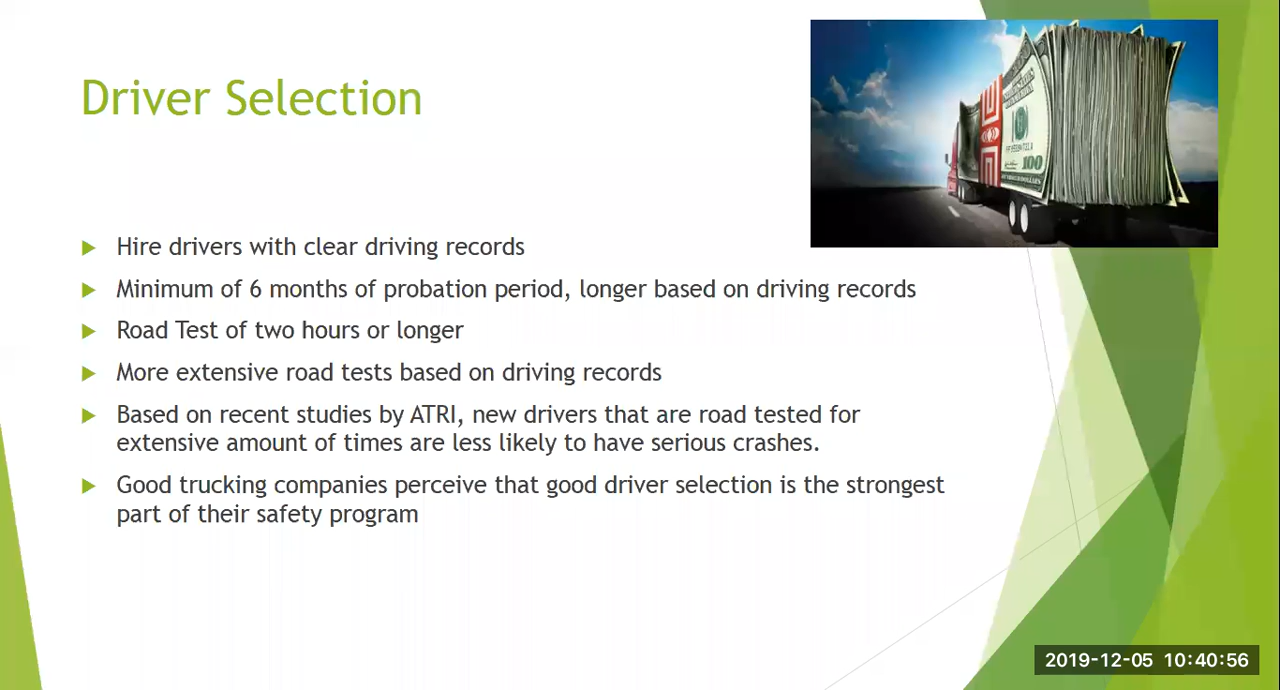 Driver Selection
100
Hire drivers with clear driving records
Minimum of 6 months of probation period, longer based on driving records
Road Test of two hours or longer
More extensive road tests based on driving records
Based on recent studies by ATRI, new drivers that are road tested for
extensive amount of times are less likely to have serious crashes.
Good trucking companies perceive that good driver selection is the strongest
part of their safety program
2019-12-05 10:40:56